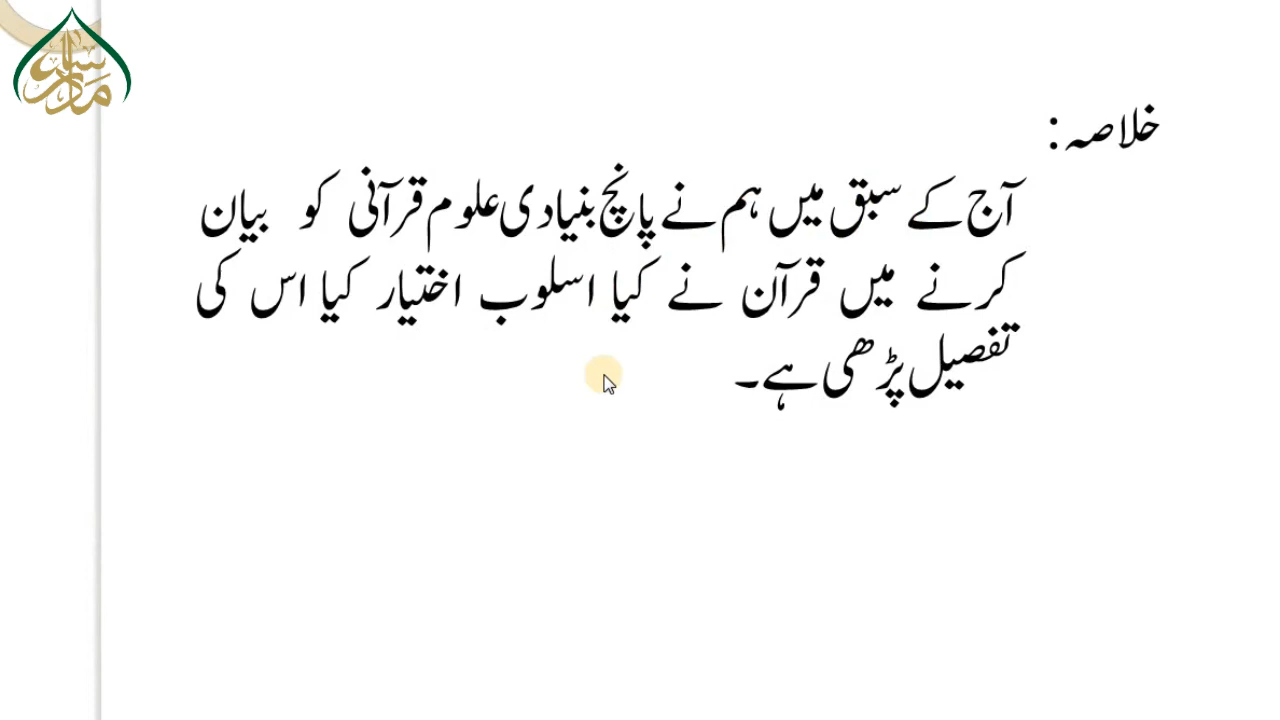 خلاصہ:
آج کے سبق میں ہم نے پانچ بنیادی علوم قرآنی کو بیان
کرنے میں قرآن نے کیا اسلوب اختیار کیا اس کی
تفصیل پڑھی ہے۔